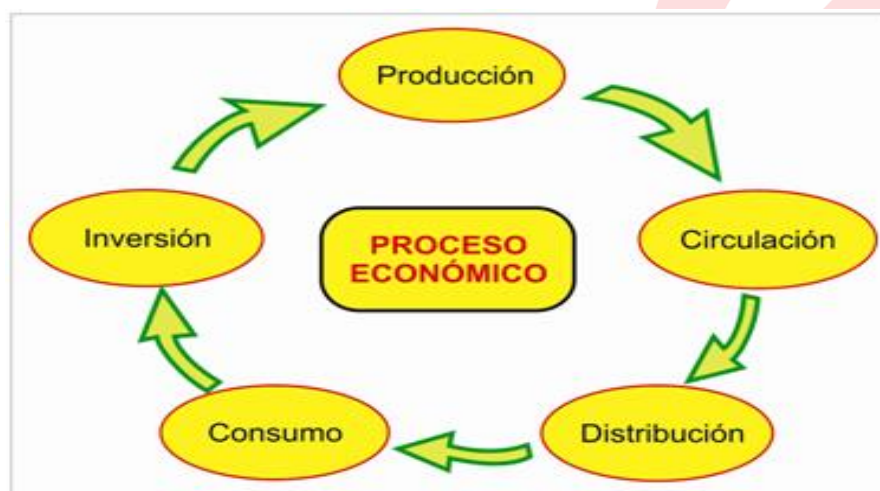 Producción
Inversión
PROCESO
ECONÓMICO
Circulación
Consumo
Distribución